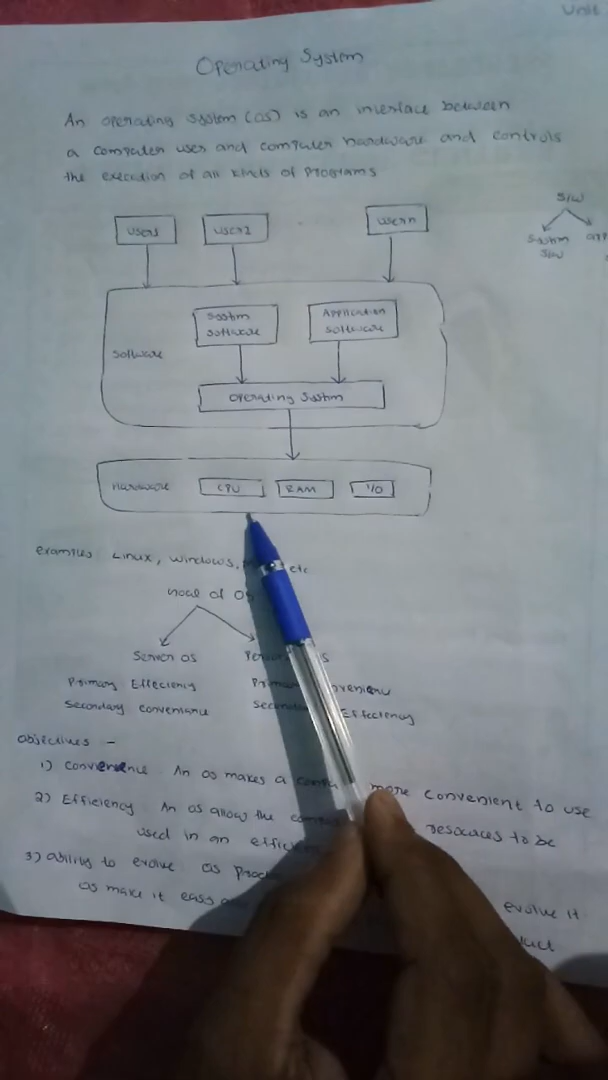 Unit
Operating System
An operating system (os) is an interface between
a computer user and computer hardware and controls
the execution of all kinds of programs
S/W
System
S/W
app
user1
user2
user n
System
software
Application
software
software
Operating System
Hardware
CPU
RAM
I/O
examples Linux, windows, etc
Server OS
Primary Effeciency
Primary
Secondary convenience
Effeciency
objectives -
1) convenience An os makes a more convenient to use
2) Efficiency An os allow the resources to be
used in an
3) ability to evolve os
os make it easy
evolve it